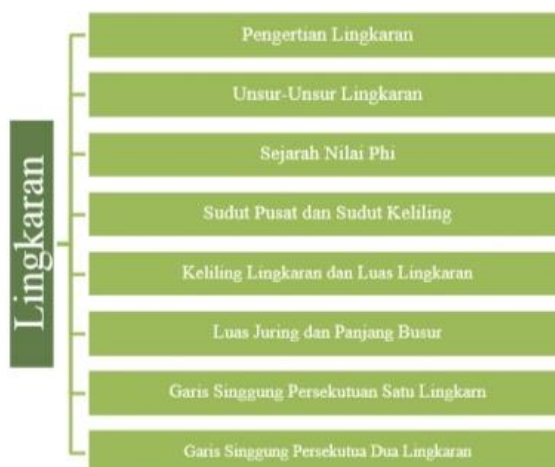 Lingkaran
Pengertian Lingkaran
Unsur-Unsur Lingkaran
Sejarah Nilai Phi
Sudut Pusat dan Sudut Keliling
Keliling Lingkaran dan Luas Lingkaran
Luas Juring dan Panjang Busur
Garis Singgung Persekutuan Satu Lingkarn
Garis Singgung Persekutua Dua Lingkaran